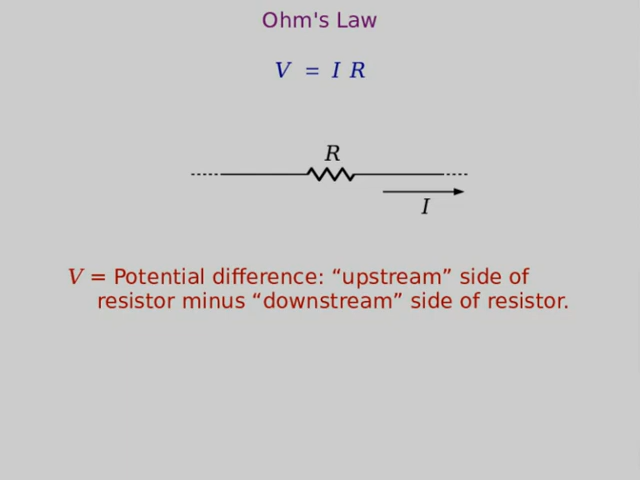 Ohm's Law
V = I R
R
I
V = Potential difference: “upstream” side of
resistor minus “downstream” side of resistor.